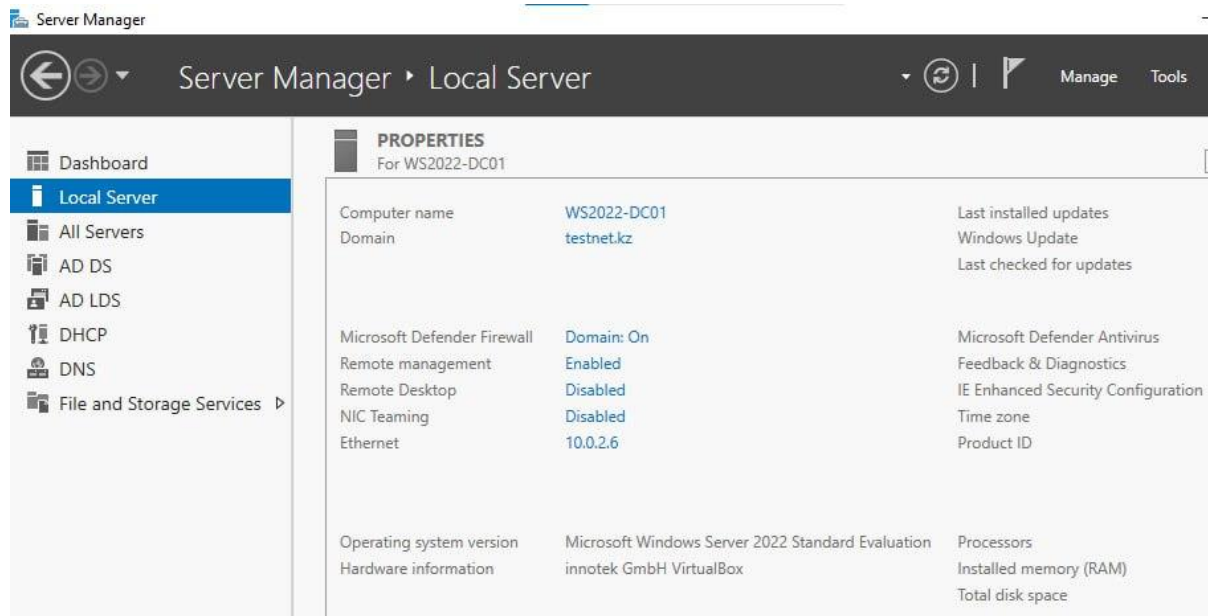 Server Manager
Server Manager ‣ Local Server
Manage Tools
Dashboard
Local Server
All Servers
AD DS
AD LDS
DHCP
DNS
File and Storage Services
PROPERTIES
For WS2022-DC01
Computer name WS2022-DC01 Last installed updates
Domain testnet.kz Windows Update
Last checked for updates
Microsoft Defender Firewall Domain: On Microsoft Defender Antivirus
Remote management Enabled Feedback & Diagnostics
Remote Desktop Disabled IE Enhanced Security Configuration
NIC Teaming Disabled Time zone
Ethernet 10.0.2.6 Product ID
Operating system version Microsoft Windows Server 2022 Standard Evaluation Processors
Hardware information innotek GmbH VirtualBox Installed memory (RAM)
Total disk space